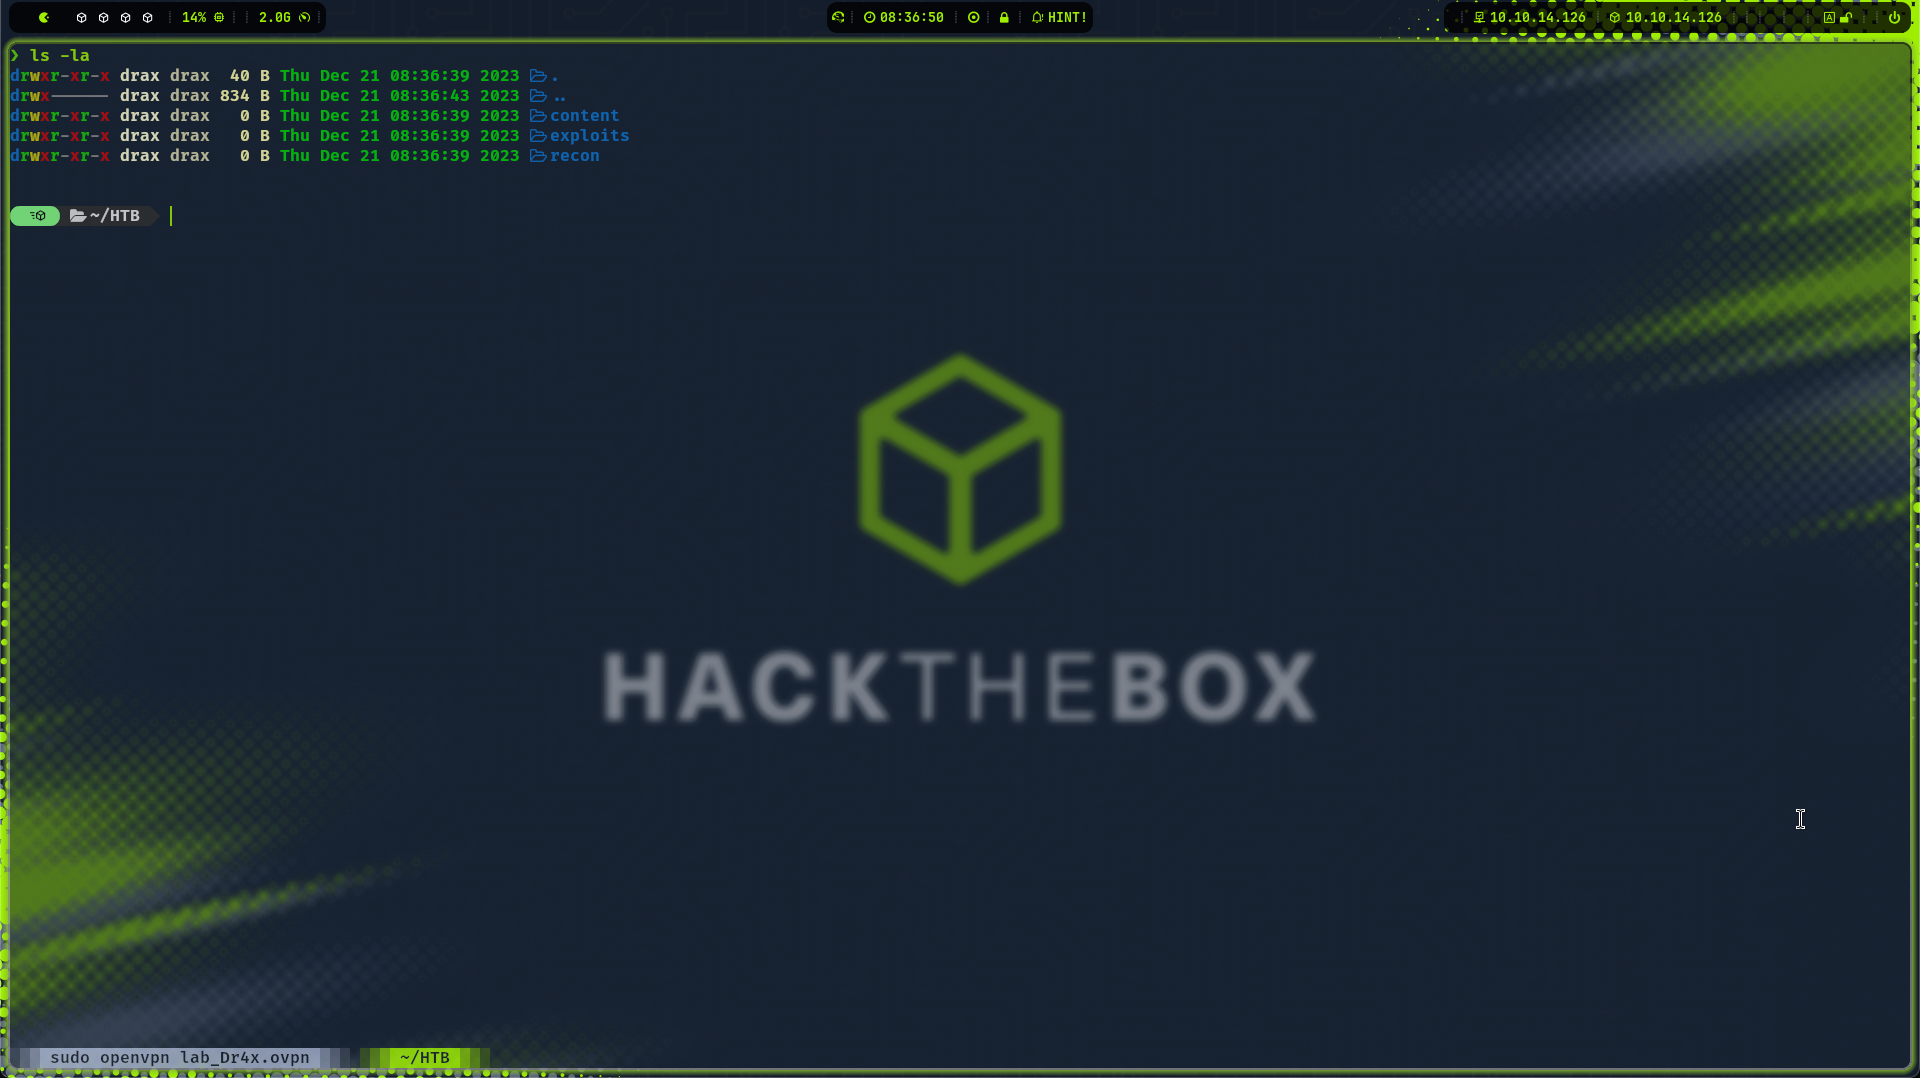 14% 2.0G 08:36:50 HINT! 10.10.14.126 10.10.14.126 A
❯ ls -la
drwxr-xr-x drax drax  40 B Thu Dec 21 08:36:39 2023 .
drwx------ drax drax 834 B Thu Dec 21 08:36:43 2023 ..
drwxr-xr-x drax drax   0 B Thu Dec 21 08:36:39 2023 content
drwxr-xr-x drax drax   0 B Thu Dec 21 08:36:39 2023 exploits
drwxr-xr-x drax drax   0 B Thu Dec 21 08:36:39 2023 recon
~/HTB
HACKTHEBOX
sudo openvpn lab_Dr4x.ovpn ~/HTB